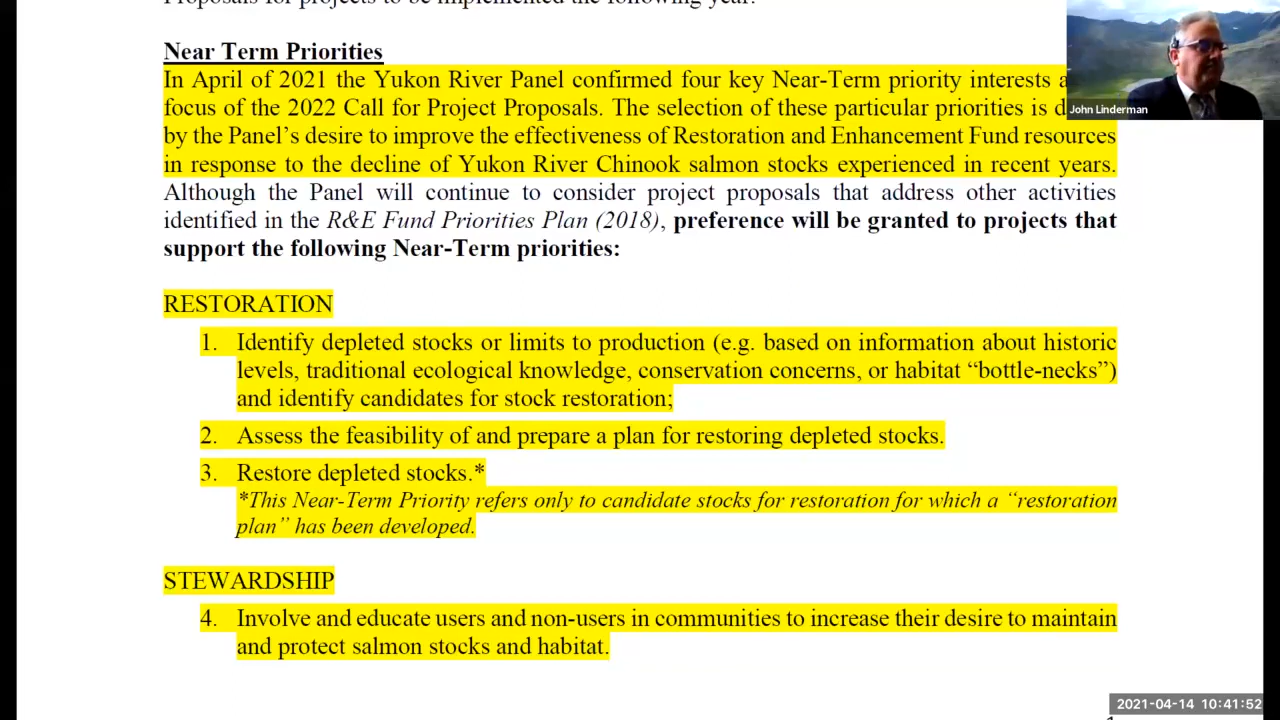 Proposals for projects to be implemented the following year.
Near Term Priorities
In April of 2021 the Yukon River Panel confirmed four key Near-Term priority interests a
focus of the 2022 Call for Project Proposals. The selection of these particular priorities is d
by the Panel's desire to improve the effectiveness of Restoration and Enhancement Fund resources
in response to the decline of Yukon River Chinook salmon stocks experienced in recent years.
Although the Panel will continue to consider project proposals that address other activities
identified in the R&E Fund Priorities Plan (2018), preference will be granted to projects that
support the following Near-Term priorities:
RESTORATION
1. Identify depleted stocks or limits to production (e.g. based on information about historic
levels, traditional ecological knowledge, conservation concerns, or habitat “bottle-necks”)
and identify candidates for stock restoration;
2. Assess the feasibility of and prepare a plan for restoring depleted stocks.
3. Restore depleted stocks.*
*This Near-Term Priority refers only to candidate stocks for restoration for which a “restoration
plan” has been developed.
STEWARDSHIP
4. Involve and educate users and non-users in communities to increase their desire to maintain
and protect salmon stocks and habitat.
John Linderman
2021-04-14 10:41:52